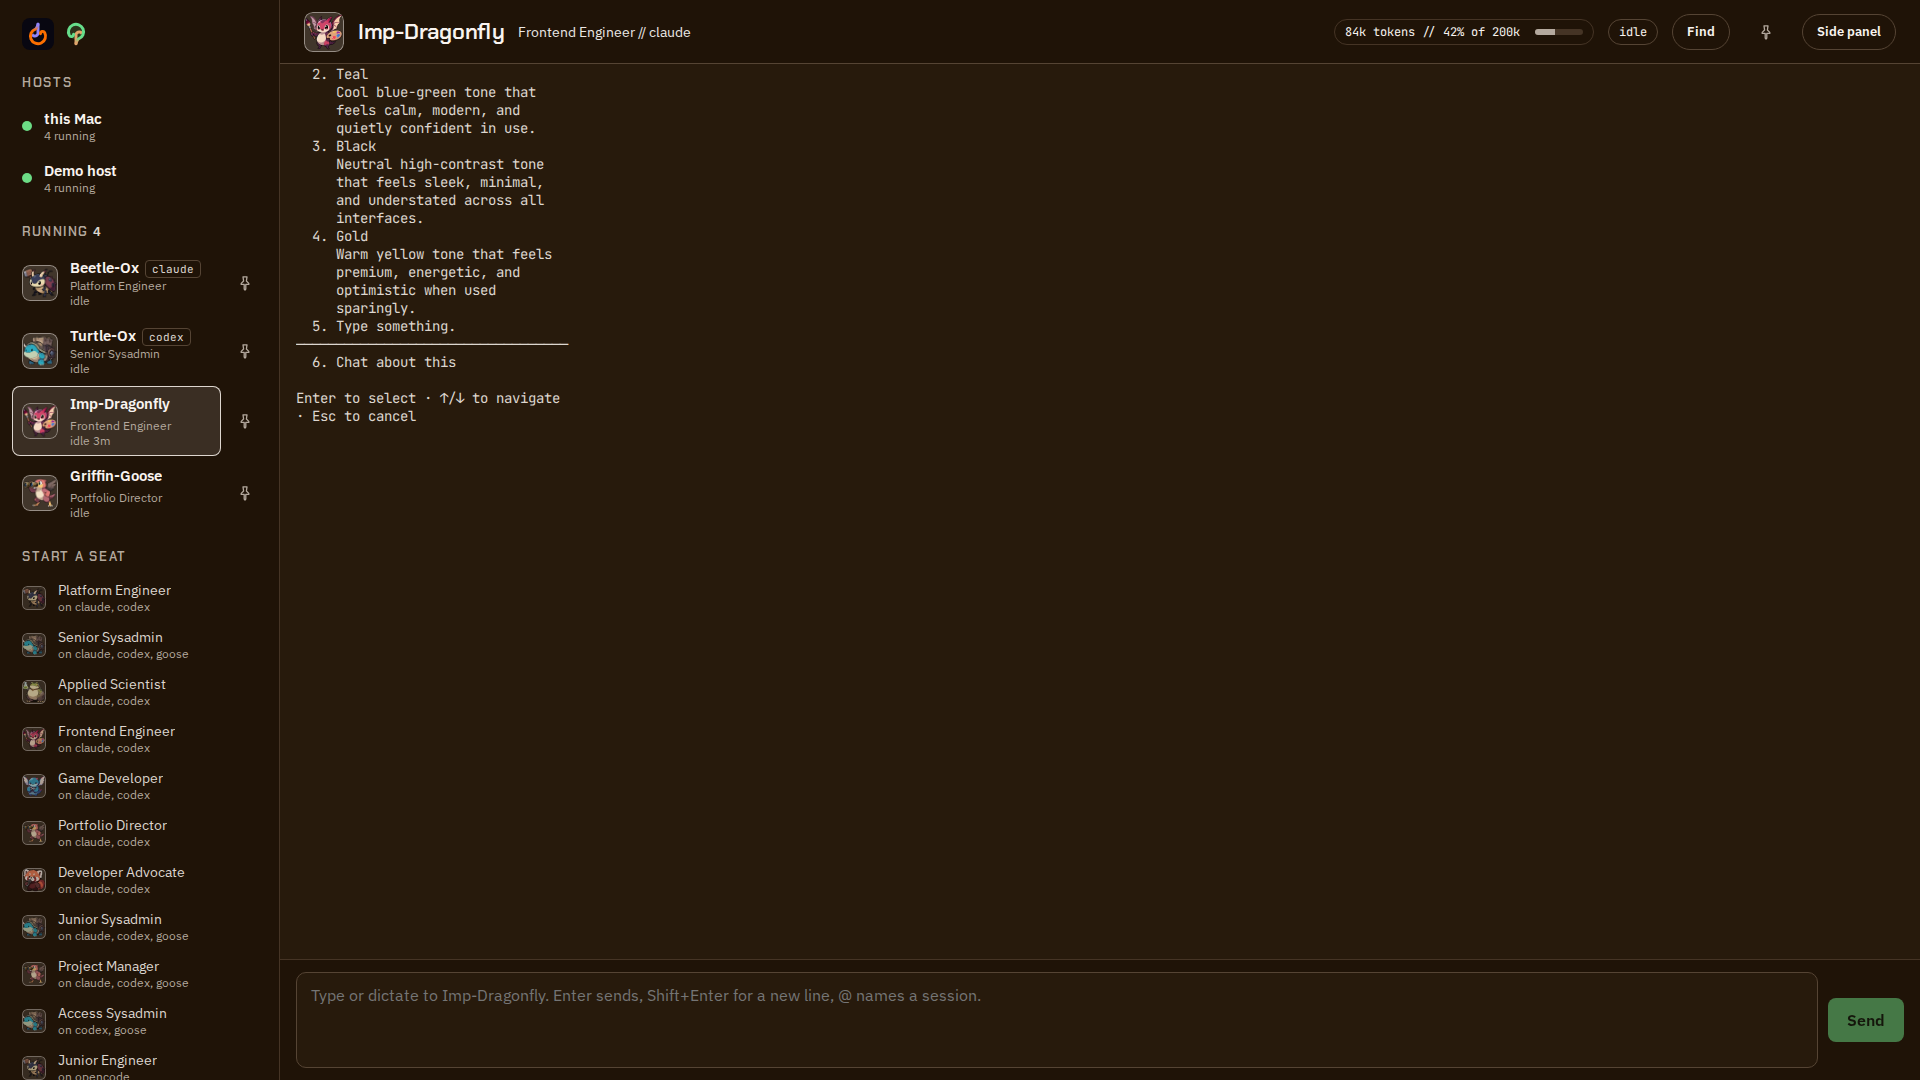 HOSTS
this Mac
4 running
Demo host
4 running
RUNNING 4
Beetle-Ox claude
Platform Engineer
idle
Turtle-Ox codex
Senior Sysadmin
idle
Imp-Dragonfly
Frontend Engineer
idle 3m
Griffin-Goose
Portfolio Director
idle
START A SEAT
Platform Engineer
on claude, codex
Senior Sysadmin
on claude, codex, goose
Applied Scientist
on claude, codex
Frontend Engineer
on claude, codex
Game Developer
on claude, codex
Portfolio Director
on claude, codex
Developer Advocate
on claude, codex
Junior Sysadmin
on claude, codex, goose
Project Manager
on claude, codex, goose
Access Sysadmin
on codex, goose
Junior Engineer
on opencode
Imp-Dragonfly Frontend Engineer // claude
84k tokens // 42% of 200k idle Find Side panel
2. Teal
Cool blue-green tone that
feels calm, modern, and
quietly confident in use.
3. Black
Neutral high-contrast tone
that feels sleek, minimal,
and understated across all
interfaces.
4. Gold
Warm yellow tone that feels
premium, energetic, and
optimistic when used
sparingly.
5. Type something.
6. Chat about this
Enter to select · ↑/↓ to navigate
· Esc to cancel
Type or dictate to Imp-Dragonfly. Enter sends, Shift+Enter for a new line, @ names a session.
Send